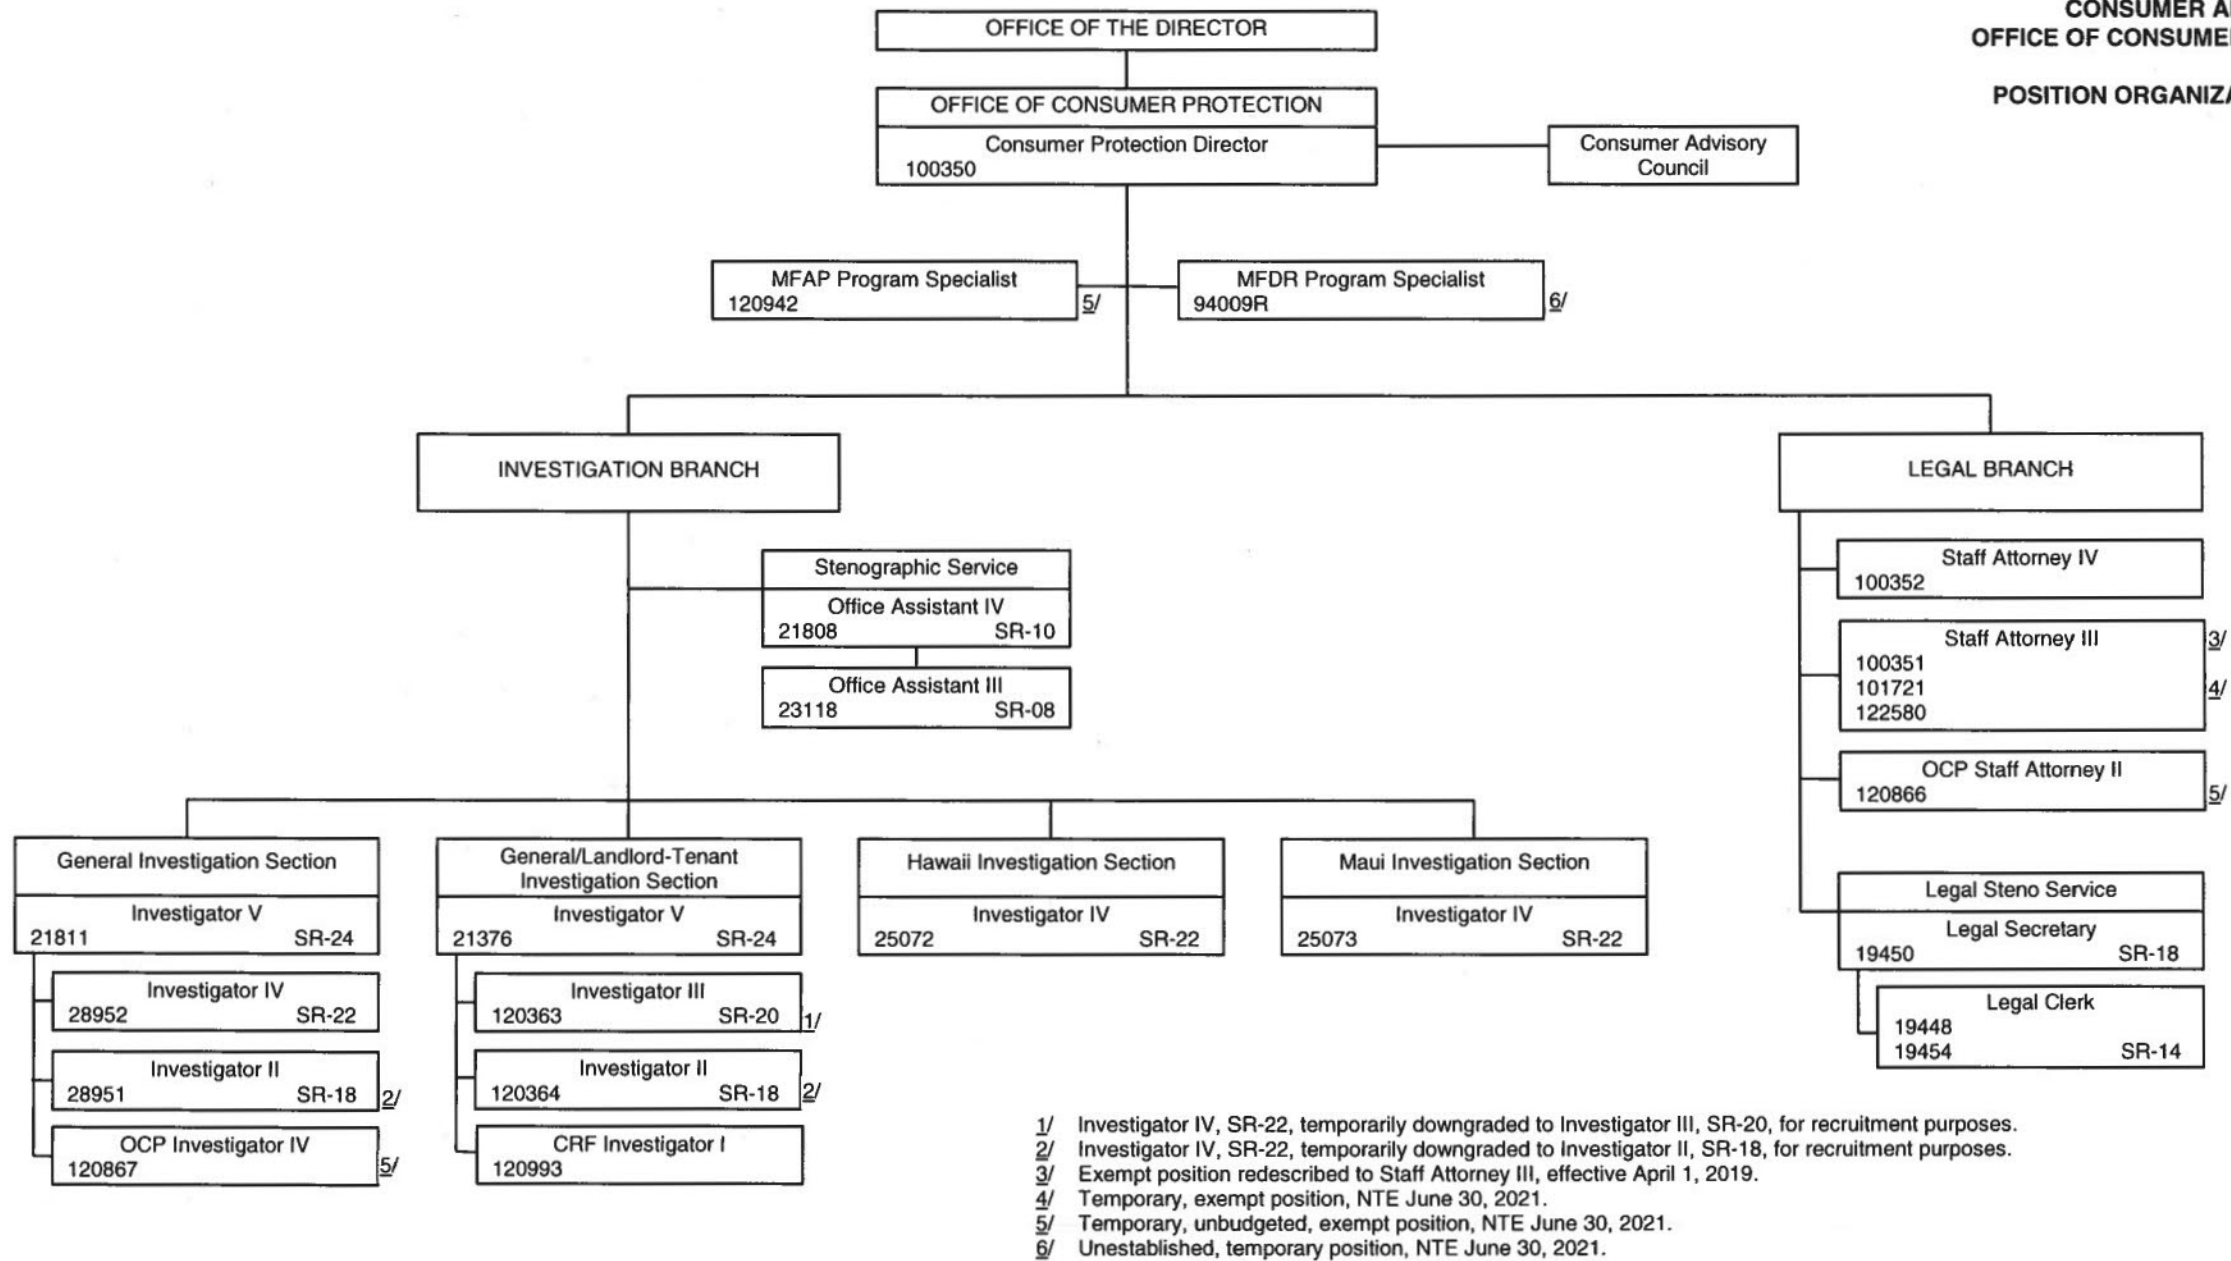 CONSUMER A
OFFICE OF CONSUME
POSITION ORGANIZA
OFFICE OF THE DIRECTOR
OFFICE OF CONSUMER PROTECTION
Consumer Protection Director
100350
Consumer Advisory
Council
MFAP Program Specialist
120942 5/
MFDR Program Specialist
94009R 6/
INVESTIGATION BRANCH
LEGAL BRANCH
Stenographic Service
Office Assistant IV
21808 SR-10
Office Assistant III
23118 SR-08
Staff Attorney IV
100352
Staff Attorney III 3/
100351
101721 4/
122580
OCP Staff Attorney II
120866 5/
Legal Steno Service
Legal Secretary
19450 SR-18
Legal Clerk
19448
19454 SR-14
General Investigation Section
Investigator V
21811 SR-24
Investigator IV
28952 SR-22
Investigator II
28951 SR-18 2/
OCP Investigator IV
120867 5/
General/Landlord-Tenant
Investigation Section
Investigator V
21376 SR-24
Investigator III
120363 SR-20 1/
Investigator II
120364 SR-18 2/
CRF Investigator I
120993
Hawaii Investigation Section
Investigator IV
25072 SR-22
Maui Investigation Section
Investigator IV
25073 SR-22
1/ Investigator IV, SR-22, temporarily downgraded to Investigator III, SR-20, for recruitment purposes.
2/ Investigator IV, SR-22, temporarily downgraded to Investigator II, SR-18, for recruitment purposes.
3/ Exempt position redescribed to Staff Attorney III, effective April 1, 2019.
4/ Temporary, exempt position, NTE June 30, 2021.
5/ Temporary, unbudgeted, exempt position, NTE June 30, 2021.
6/ Unestablished, temporary position, NTE June 30, 2021.